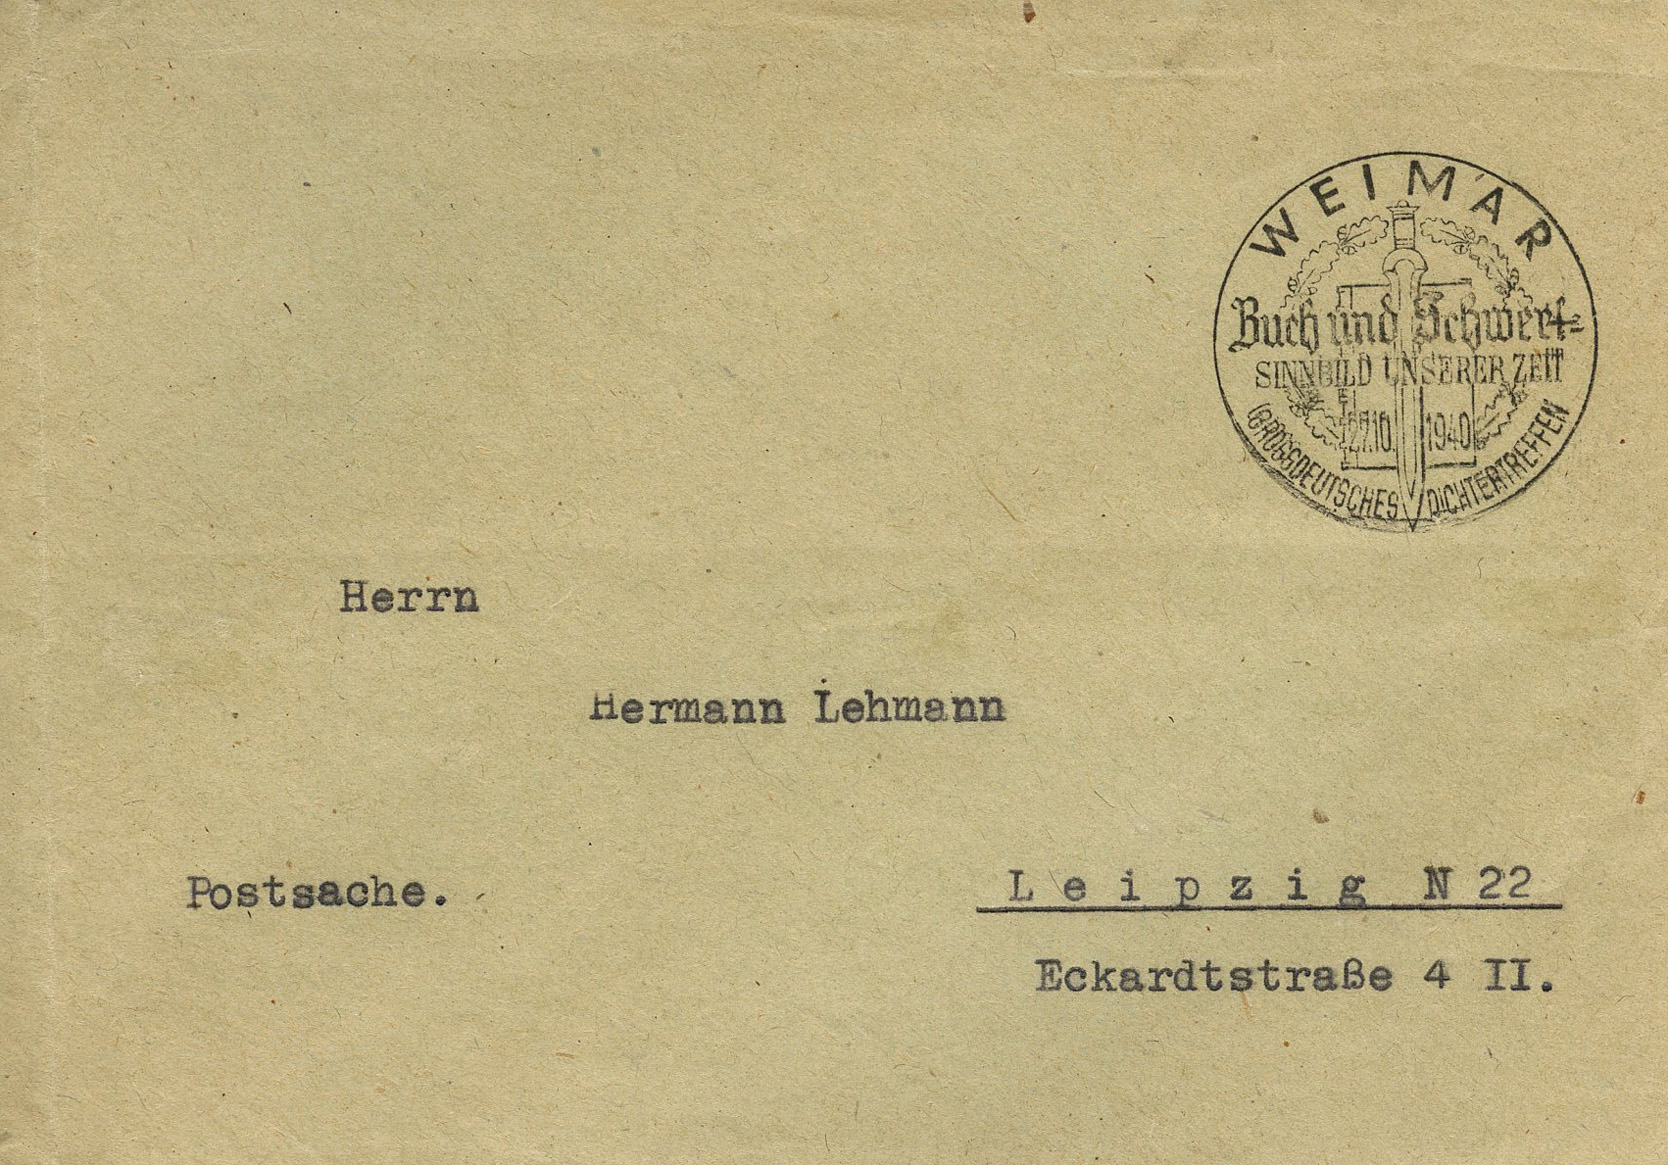 WEIMAR
Buch und Schwert-
SINNBILD UNSERER ZEIT
27.10. 1940
GROSSDEUTSCHES DICHTERTREFFEN
Herrn
Hermann Lehmann
Postsache.
Leipzig N 22
Eckardtstraße 4 II.